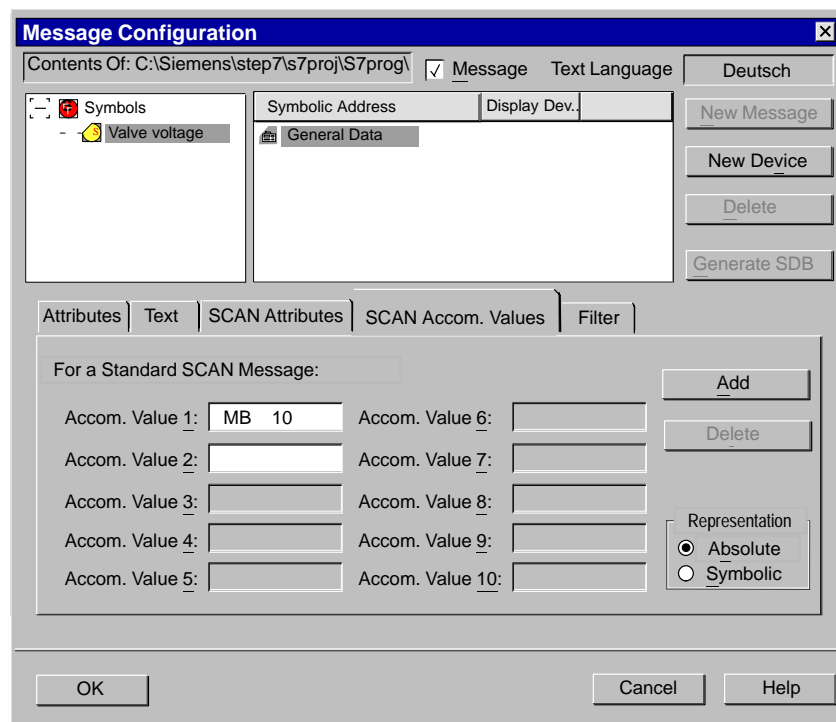 Message Configuration
Contents Of: C:\Siemens\step7\s7proj\S7prog\ Message Text Language Deutsch
Symbols
Valve voltage
Symbolic Address Display Dev..
General Data
New Message
New Device
Delete
Generate SDB
Attributes Text SCAN Attributes SCAN Accom. Values Filter
For a Standard SCAN Message:
Accom. Value 1: MB 10 Accom. Value 6:
Accom. Value 2: Accom. Value 7:
Accom. Value 3: Accom. Value 8:
Accom. Value 4: Accom. Value 9:
Accom. Value 5: Accom. Value 10:
Add
Delete
Representation
Absolute
Symbolic
OK Cancel Help